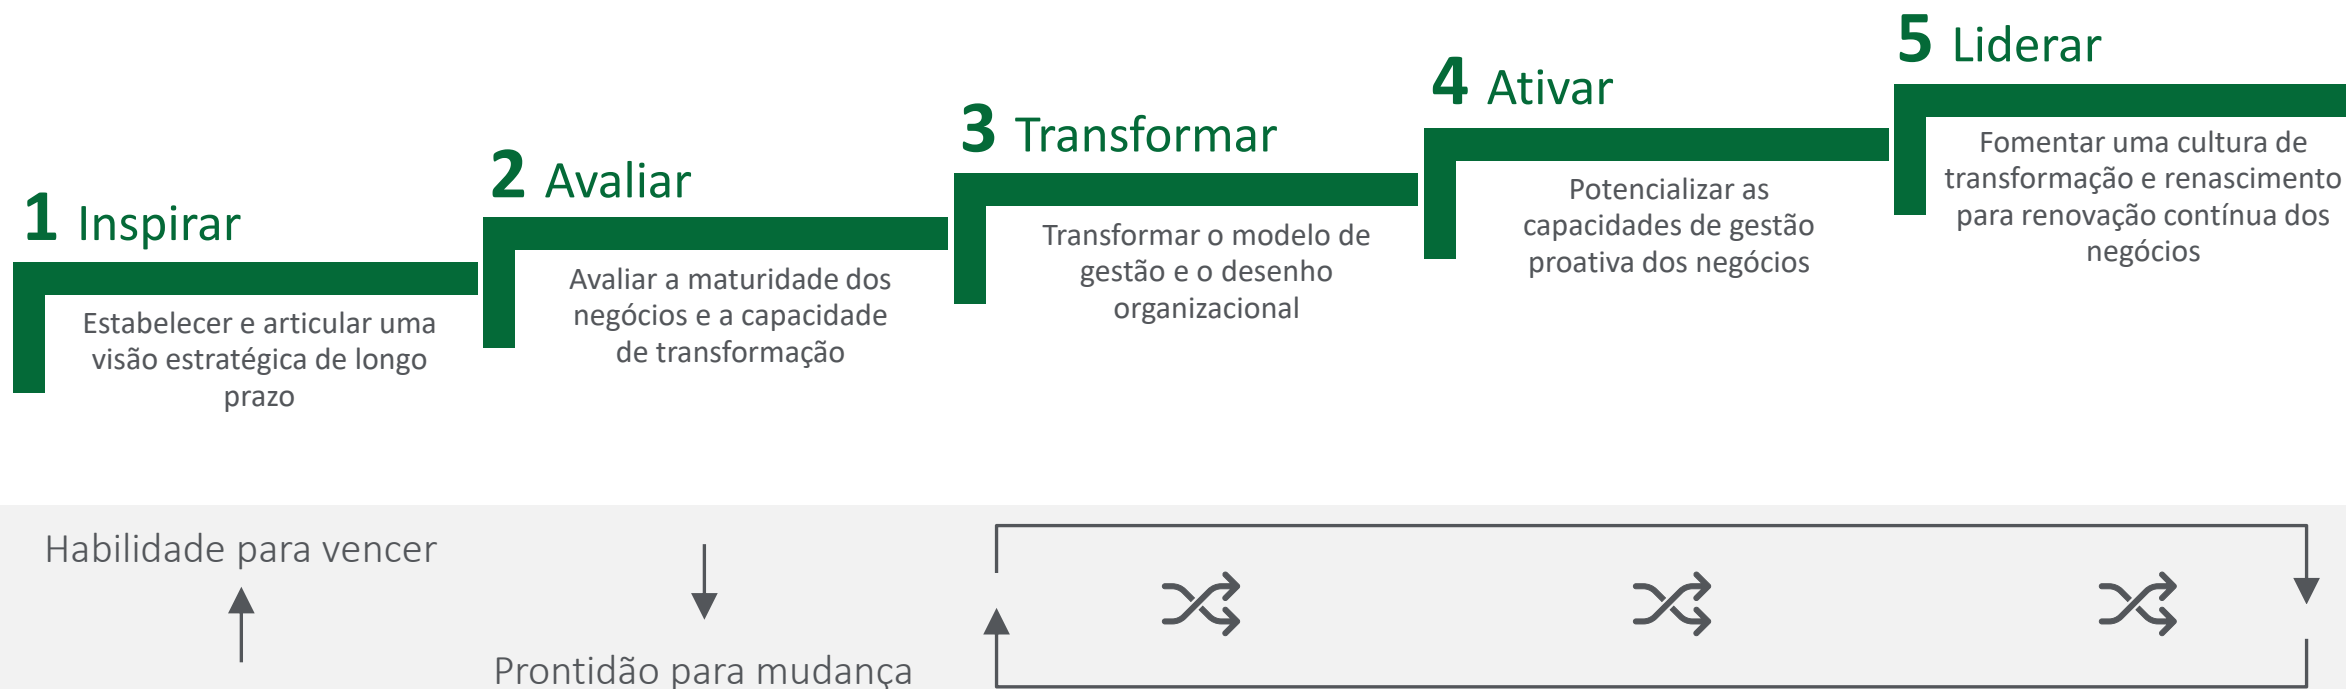 1 Inspirar
Estabelecer e articular uma
visão estratégica de longo
prazo
2 Avaliar
Avaliar a maturidade dos
negócios e a capacidade
de transformação
3 Transformar
Transformar o modelo de
gestão e o desenho
organizacional
4 Ativar
Potencializar as
capacidades de gestão
proativa dos negócios
5 Liderar
Fomentar uma cultura de
transformação e renascimento
para renovação contínua dos
negócios
Habilidade para vencer
Prontidão para mudança